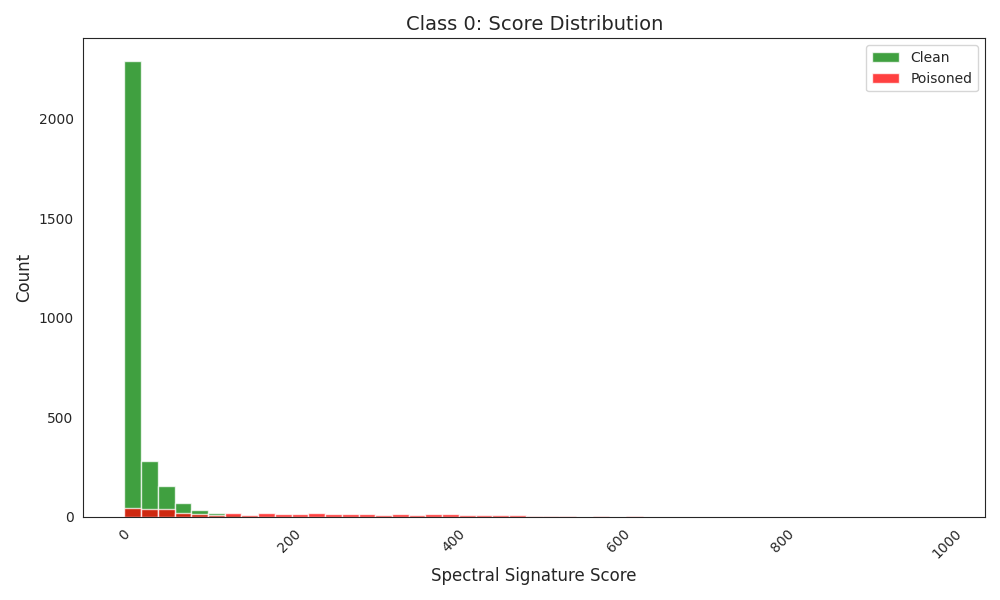 Class 0: Score Distribution
Clean
Poisoned
Count
2000
1500
1000
500
0
0
200
400
600
800
1000
Spectral Signature Score